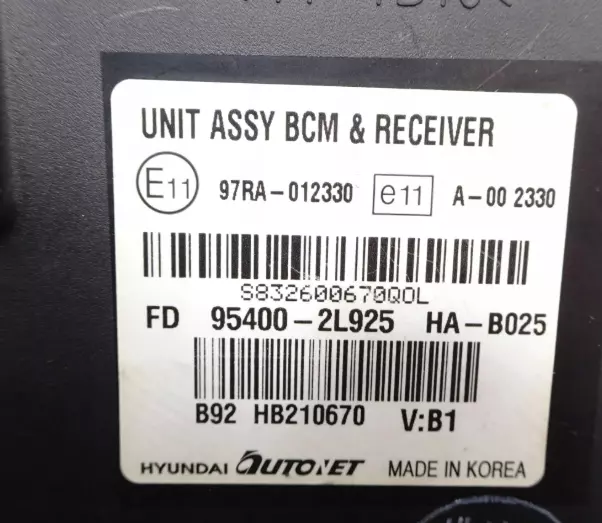 UNIT ASSY BCM & RECEIVER
E11 97RA-012330 e11 A-00 2330
S832600670Q0L
FD 95400-2L925 HA-B025
B92 HB210670 V:B1
HYUNDAI AUTONET MADE IN KOREA